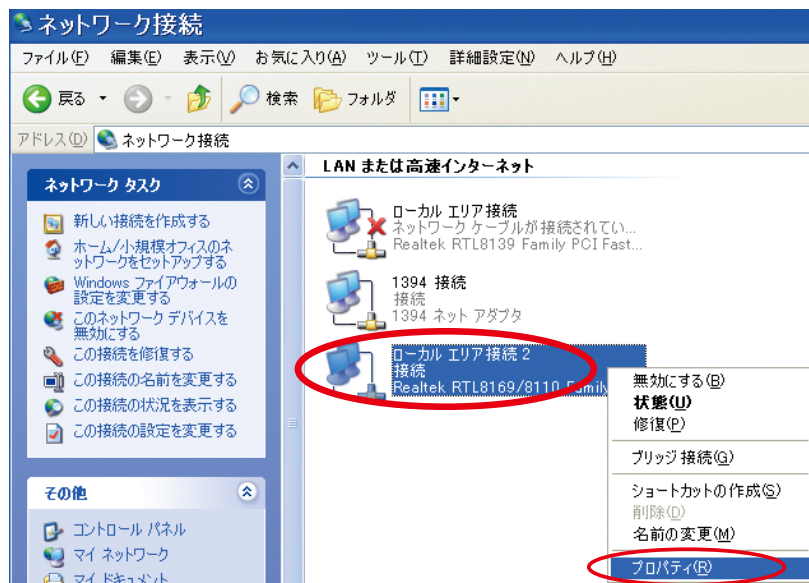 ネットワーク接続
ファイル(F) 編集(E) 表示(V) お気に入り(A) ツール(T) 詳細設定(N) ヘルプ(H)
戻る 検索 フォルダ
アドレス(D) ネットワーク接続
ネットワーク タスク
新しい接続を作成する
ホーム/小規模オフィスのネ
ットワークをセットアップする
Windows ファイアウォールの
設定を変更する
このネットワーク デバイスを
無効にする
この接続を修復する
この接続の名前を変更する
この接続の状況を表示する
この接続の設定を変更する
その他
コントロール パネル
マイ ネットワーク
マイ ドキュメント
LAN または高速インターネット
ローカル エリア接続
ネットワーク ケーブルが接続されてい...
Realtek RTL8139 Family PCI Fast...
1394 接続
接続
1394 ネット アダプタ
ローカル エリア接続 2
接続
Realtek RTL8169/8110 Family
無効にする(B)
状態(U)
修復(P)
ブリッジ接続(G)
ショートカットの作成(S)
削除(D)
名前の変更(M)
プロパティ(R)